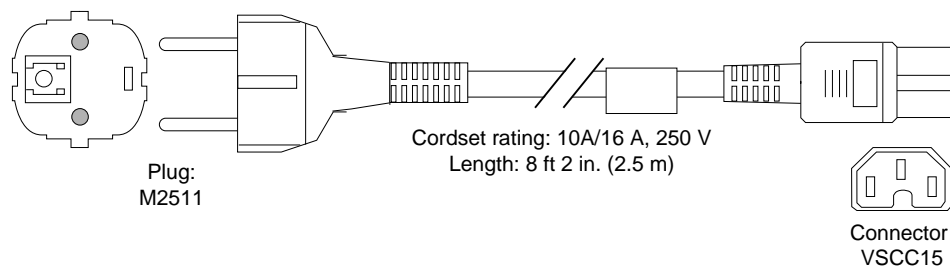 Cordset rating: 10A/16 A, 250 V
Length: 8 ft 2 in. (2.5 m)
Plug:
M2511
Connector
VSCC15